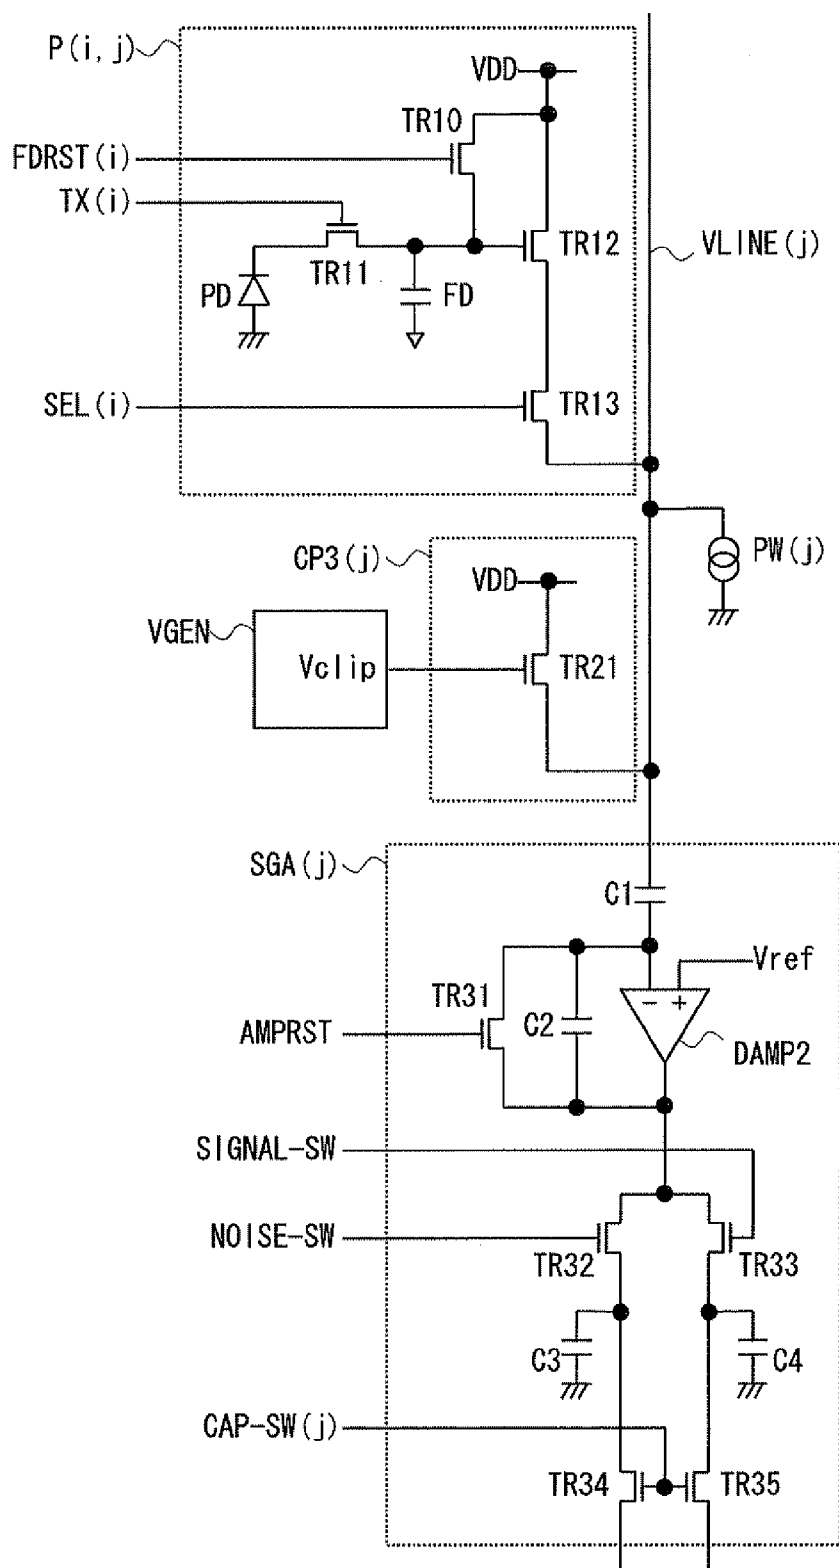 P(i,j)
VDD
TR10
FDRST(i)
TX(i)
TR12
VLINE(j)
TR11
PD
FD
SEL(i)
TR13
CP3(j)
PW(j)
VDD
VGEN
Vclip
TR21
SGA(j)
C1
Vref
TR31
- +
C2
AMPRST
DAMP2
SIGNAL-SW
NOISE-SW
TR32
TR33
C3
C4
CAP-SW(j)
TR34
TR35